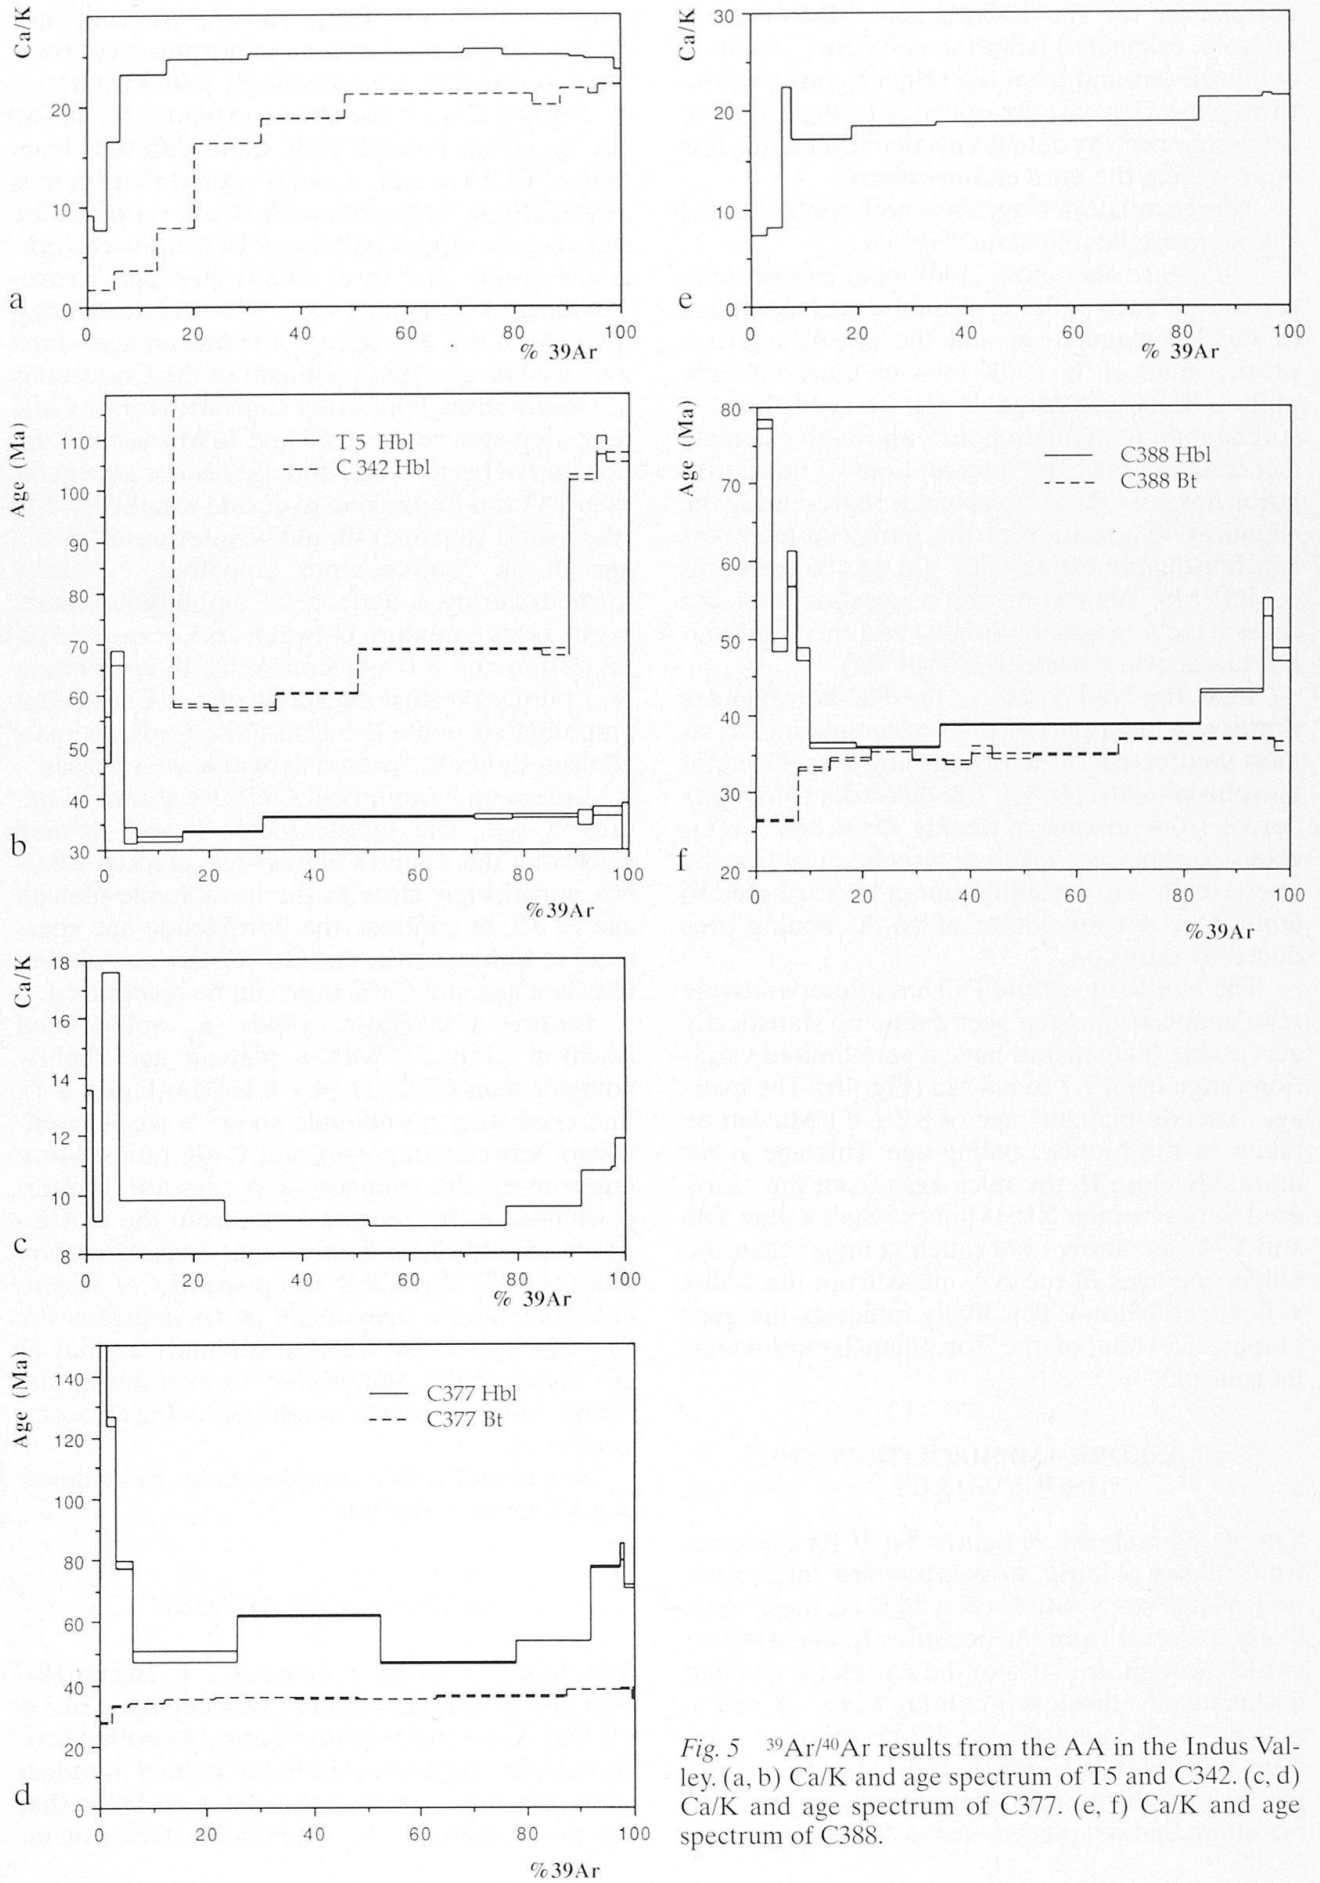 Ca/K
20
10
0
0 20 40 60 80 100
% 39Ar
a
Ca/K
30
20
10
0
0 20 40 60 80 100
% 39Ar
e
Age (Ma)
110
100
90
80
70
60
50
40
30
T 5 Hbl
C 342 Hbl
0 20 40 60 80 100
%39Ar
b
Age (Ma)
80
70
60
50
40
30
20
C388 Hbl
C388 Bt
0 20 40 60 80 100
%39Ar
f
Ca/K
18
16
14
12
10
8
0 20 40 60 80 100
% 39Ar
c
Age (Ma)
140
120
100
80
60
40
20
0
C377 Hbl
C377 Bt
0 20 40 60 80 100
%39Ar
d
Fig. 5 ³⁹Ar/⁴⁰Ar results from the AA in the Indus Val-
ley. (a, b) Ca/K and age spectrum of T5 and C342. (c, d)
Ca/K and age spectrum of C377. (e, f) Ca/K and age
spectrum of C388.